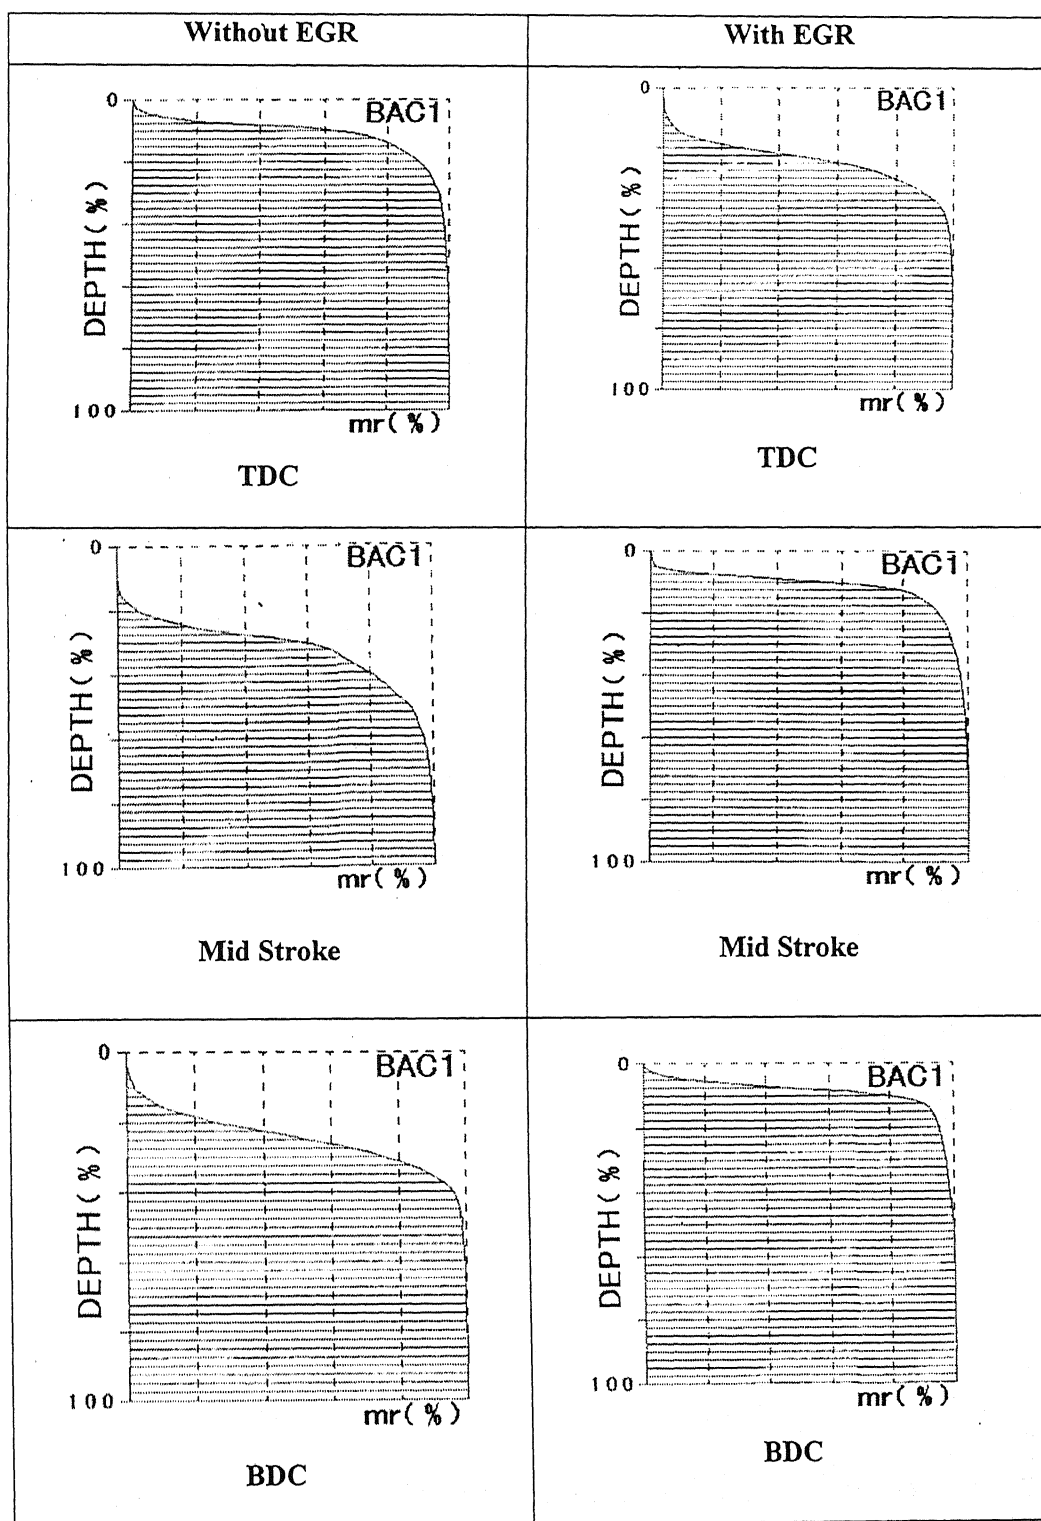 Without EGR
With EGR
0
BAC1
DEPTH(%)
100
mr(%)
TDC
0
BAC1
DEPTH(%)
100
mr(%)
TDC
0
BAC1
DEPTH(%)
100
mr(%)
Mid Stroke
0
BAC1
DEPTH(%)
100
mr(%)
Mid Stroke
0
BAC1
DEPTH(%)
100
mr(%)
BDC
0
BAC1
DEPTH(%)
100
mr(%)
BDC